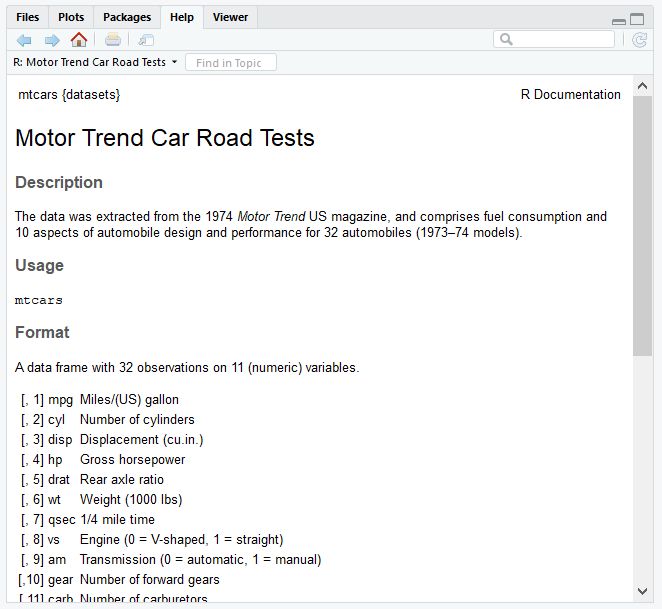 Files Plots Packages Help Viewer
R: Motor Trend Car Road Tests Find in Topic
mtcars {datasets} R Documentation
Motor Trend Car Road Tests
Description
The data was extracted from the 1974 Motor Trend US magazine, and comprises fuel consumption and
10 aspects of automobile design and performance for 32 automobiles (1973–74 models).
Usage
mtcars
Format
A data frame with 32 observations on 11 (numeric) variables.
[, 1] mpg Miles/(US) gallon
[, 2] cyl Number of cylinders
[, 3] disp Displacement (cu.in.)
[, 4] hp Gross horsepower
[, 5] drat Rear axle ratio
[, 6] wt Weight (1000 lbs)
[, 7] qsec 1/4 mile time
[, 8] vs Engine (0 = V-shaped, 1 = straight)
[, 9] am Transmission (0 = automatic, 1 = manual)
[,10] gear Number of forward gears
[,11] carb Number of carburetors